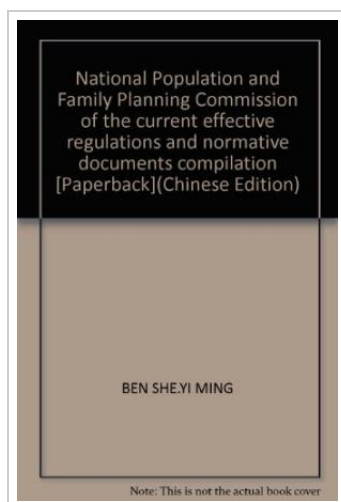 National Population and
Family Planning Commission
of the current effective
regulations and normative
documents compilation
[Paperback](Chinese Edition)
BEN SHE.YI MING
Note: This is not the actual book cover